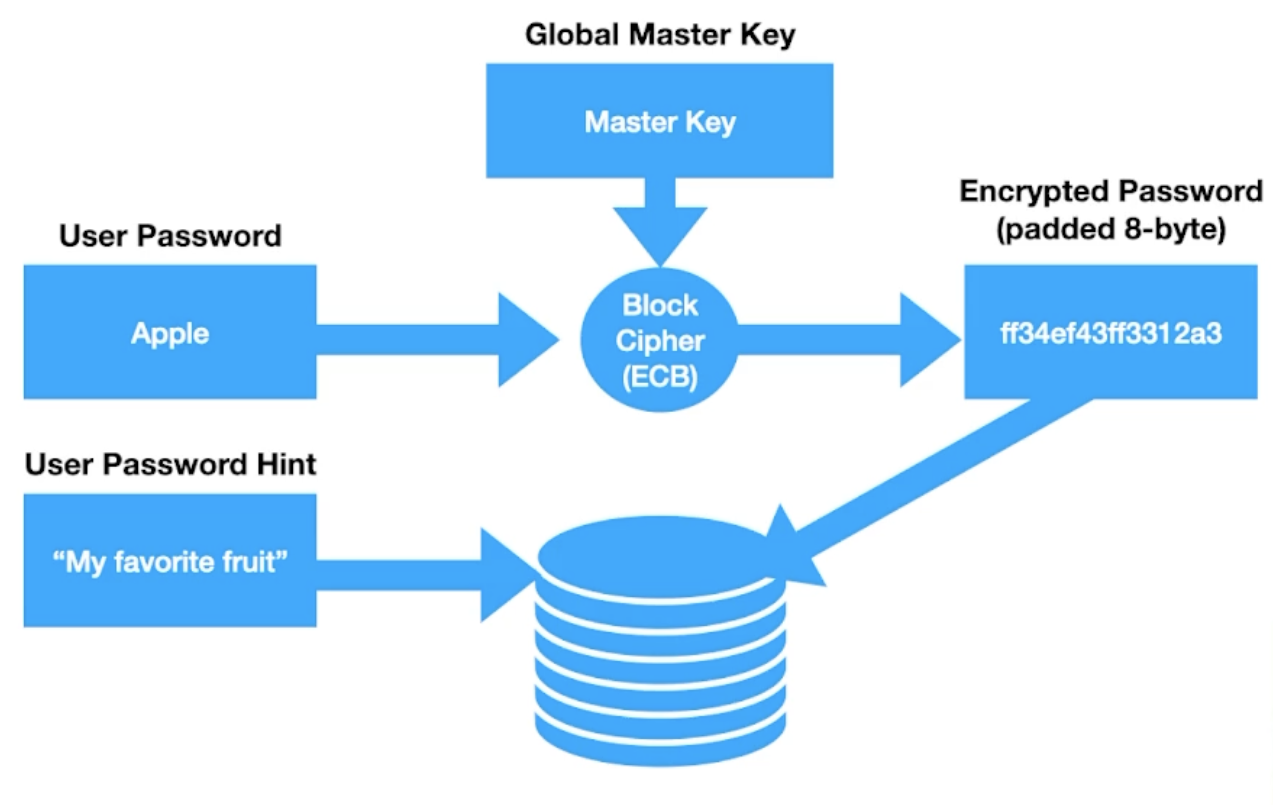 Global Master Key
Master Key
Encrypted Password
(padded 8-byte)
User Password
Apple
Block
Cipher
(ECB)
ff34ef43ff3312a3
User Password Hint
“My favorite fruit”